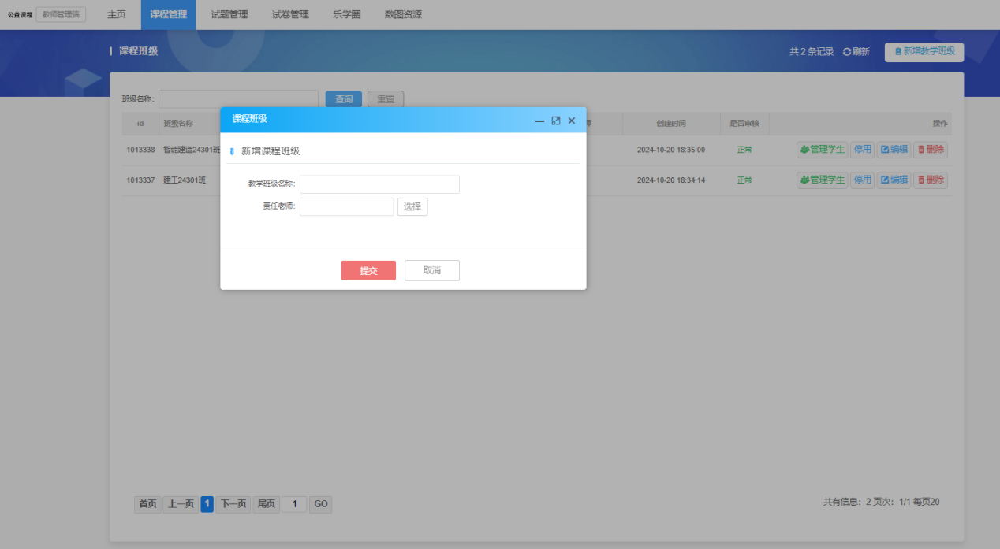 公益课程 教师管理端 主页 课程管理 试题管理 试卷管理 乐学圈 数图资源
课程班级 共 2 条记录 刷新 新增教学班级
班级名称: 查询 重置
id 班级名称 师 创建时间 是否审核 操作
1013338 智能建造24301班 2024-10-20 18:35:00 正常 管理学生 停用 编辑 删除
1013337 建工24301班 2024-10-20 18:34:14 正常 管理学生 停用 编辑 删除
课程班级
新增课程班级
教学班级名称:
责任老师: 选择
提交 取消
首页 上一页 1 下一页 尾页 1 GO 共有信息: 2 页次: 1/1 每页20